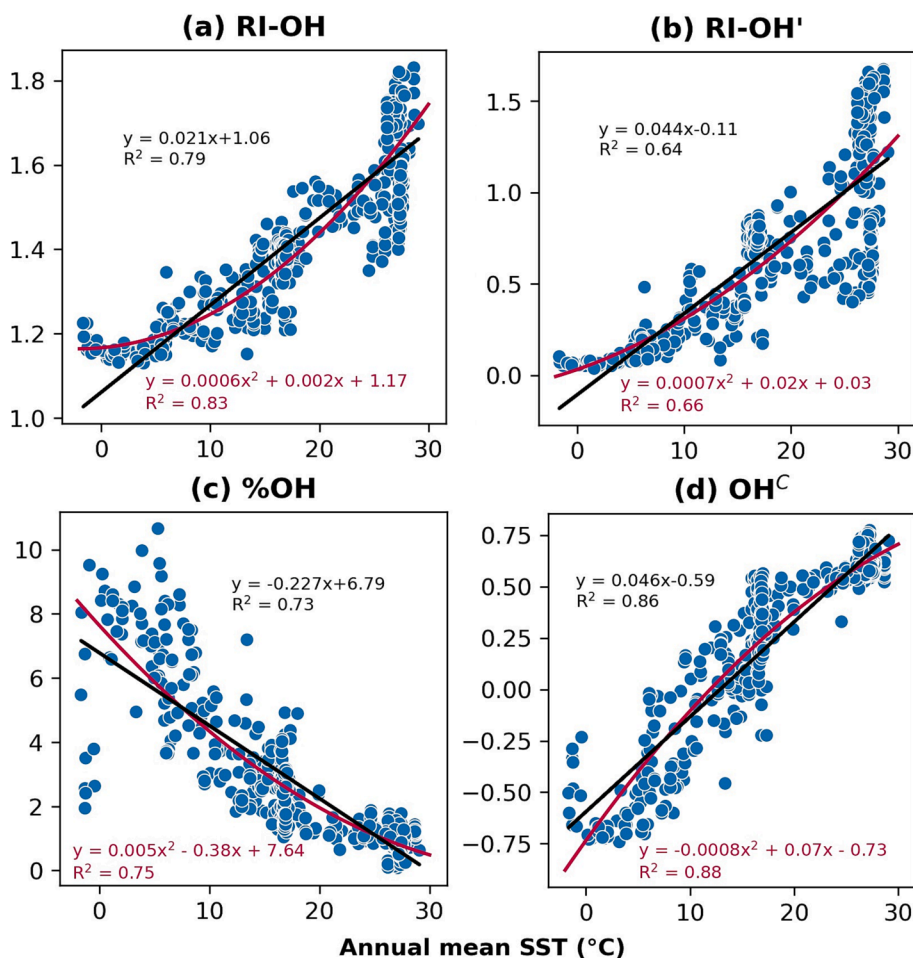 (a) RI-OH
1.8
1.6
1.4
1.2
1.0
y = 0.021x+1.06
R² = 0.79
y = 0.0006x² + 0.002x + 1.17
R² = 0.83
0 10 20 30
(b) RI-OH'
1.5
1.0
0.5
0.0
y = 0.044x-0.11
R² = 0.64
y = 0.0007x² + 0.02x + 0.03
R² = 0.66
0 10 20 30
(c) %OH
10
8
6
4
2
0
y = -0.227x+6.79
R² = 0.73
y = 0.005x² - 0.38x + 7.64
R² = 0.75
0 10 20 30
(d) OH^C
0.75
0.50
0.25
0.00
−0.25
−0.50
−0.75
y = 0.046x-0.59
R² = 0.86
y = -0.0008x² + 0.07x - 0.73
R² = 0.88
0 10 20 30
Annual mean SST (°C)